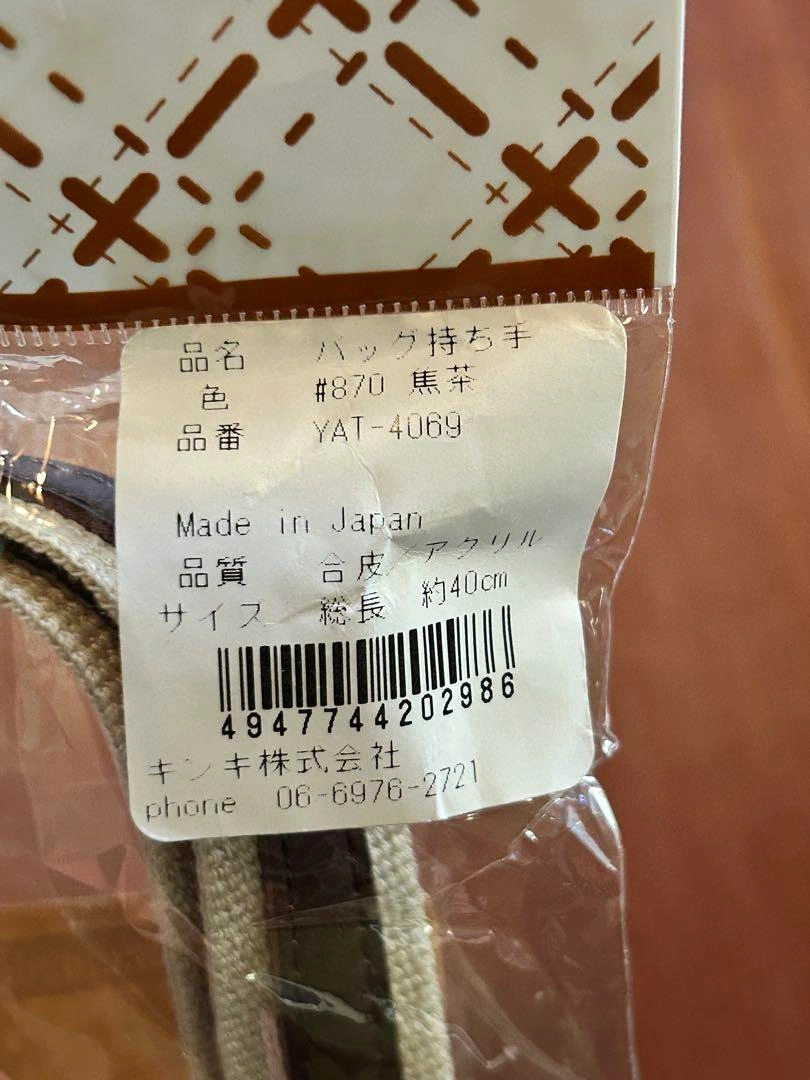 品名 バッグ持ち手
色 #870 焦茶
品番 YAT-4069
Made in Japan
品質 合皮/アクリル
サイズ 総長 約40cm
4947744202986
キンキ株式会社
phone 06-6976-2721